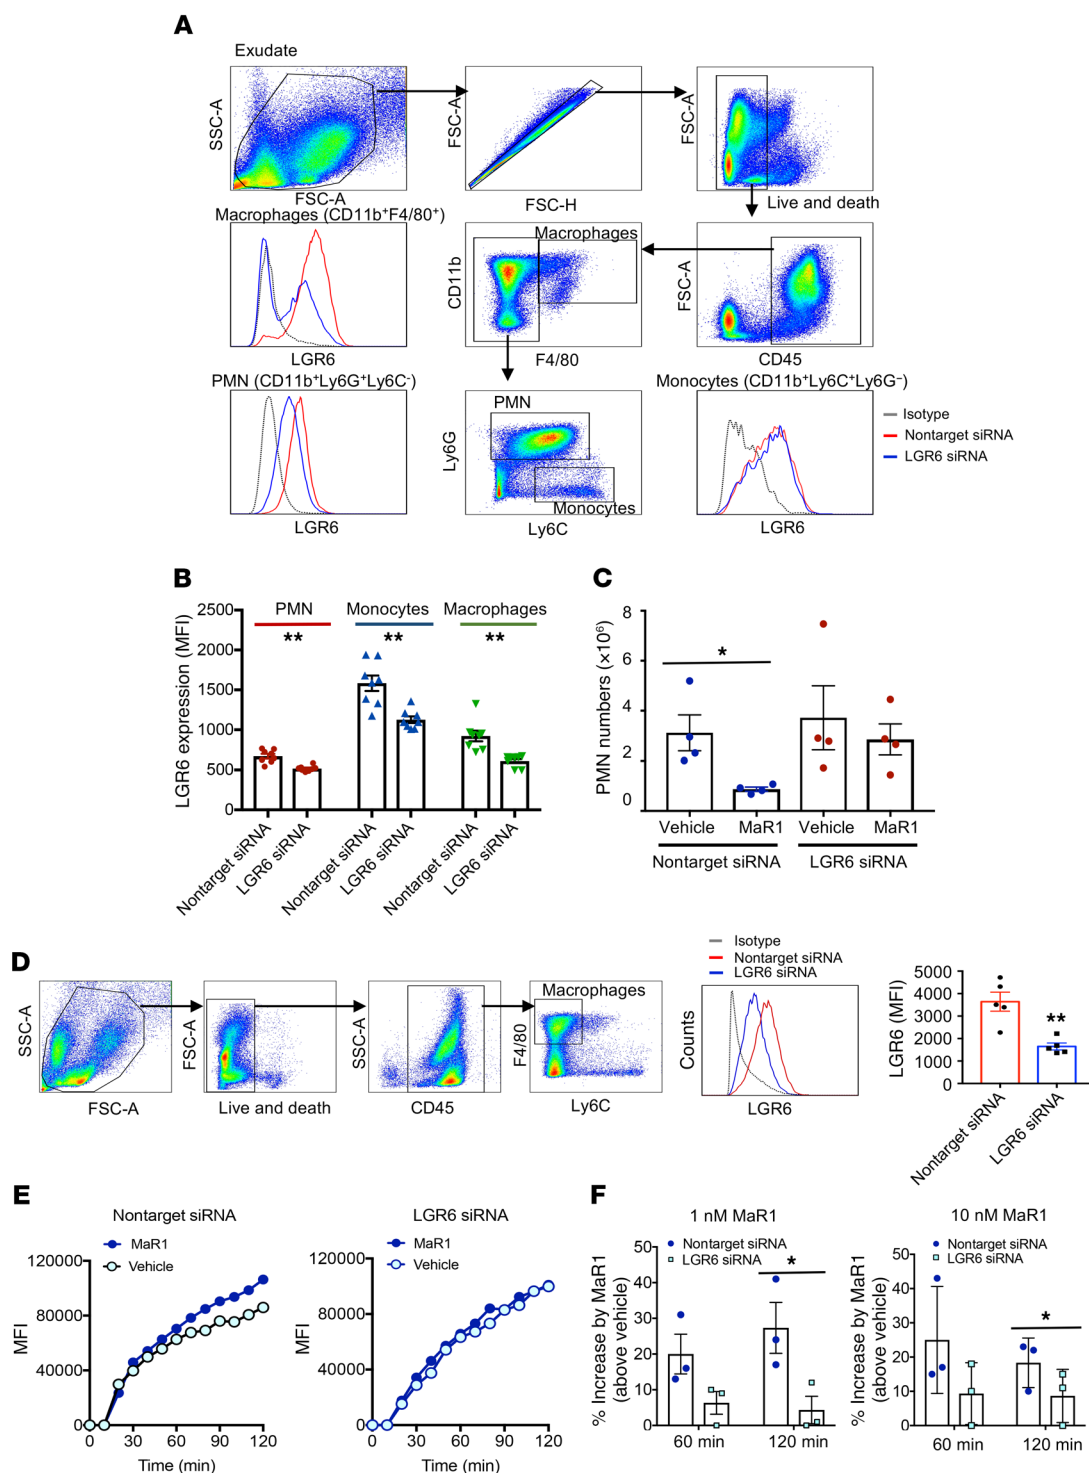 A
Exudate
SSC-A
FSC-A
FSC-A
FSC-H
FSC-A
Live and death
Macrophages (CD11b⁺F4/80⁺)
LGR6
CD11b
Macrophages
F4/80
FSC-A
CD45
PMN (CD11b⁺Ly6G⁺Ly6C⁻)
LGR6
Ly6G
PMN
Monocytes
Ly6C
Monocytes (CD11b⁺Ly6C⁺Ly6G⁻)
LGR6
Isotype
Nontarget siRNA
LGR6 siRNA
B
LGR6 expression (MFI)
2500
2000
1500
1000
500
0
PMN
Monocytes
Macrophages
**
**
**
Nontarget siRNA
LGR6 siRNA
Nontarget siRNA
LGR6 siRNA
Nontarget siRNA
LGR6 siRNA
C
PMN numbers (×10⁶)
8
6
4
2
0
*
Vehicle
MaR1
Vehicle
MaR1
Nontarget siRNA
LGR6 siRNA
D
SSC-A
FSC-A
FSC-A
Live and death
SSC-A
CD45
F4/80
Macrophages
Ly6C
Isotype
Nontarget siRNA
LGR6 siRNA
Counts
LGR6
LGR6 (MFI)
5000
4000
3000
2000
1000
0
**
Nontarget siRNA
LGR6 siRNA
E
Nontarget siRNA
MaR1
Vehicle
MFI
120000
80000
40000
0
0 30 60 90 120
Time (min)
LGR6 siRNA
MaR1
Vehicle
MFI
120000
80000
40000
0
0 30 60 90 120
Time (min)
F
1 nM MaR1
Nontarget siRNA
LGR6 siRNA
% Increase by MaR1
(above vehicle)
50
40
30
20
10
0
*
60 min 120 min
10 nM MaR1
Nontarget siRNA
LGR6 siRNA
% Increase by MaR1
(above vehicle)
50
40
30
20
10
0
*
60 min 120 min